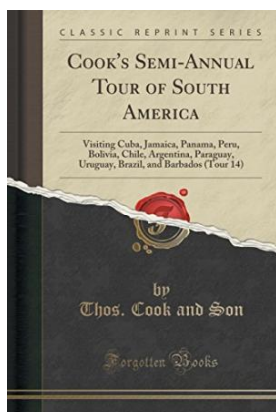 CLASSIC REPRINT SERIES
COOK'S SEMI-ANNUAL
TOUR OF SOUTH
AMERICA
Visiting Cuba, Jamaica, Panama, Peru,
Bolivia, Chile, Argentina, Paraguay,
Uruguay, Brazil, and Barbados (Tour 14)
by
Thos. Cook and Son
Forgotten Books